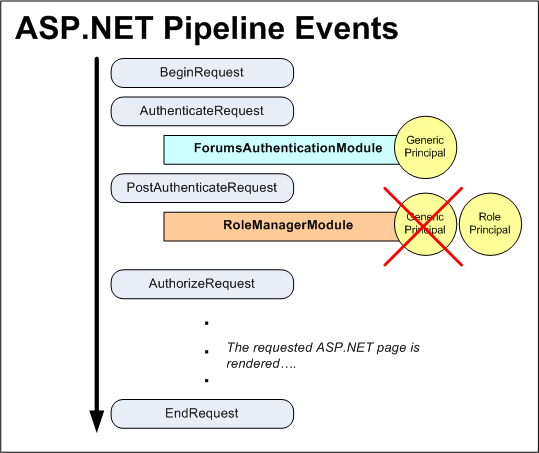 ASP.NET Pipeline Events
BeginRequest
AuthenticateRequest
ForumsAuthenticationModule
Generic
Principal
PostAuthenticateRequest
RoleManagerModule
Generic
Principal
Role
Principal
AuthorizeRequest
The requested ASP.NET page is
rendered….
EndRequest